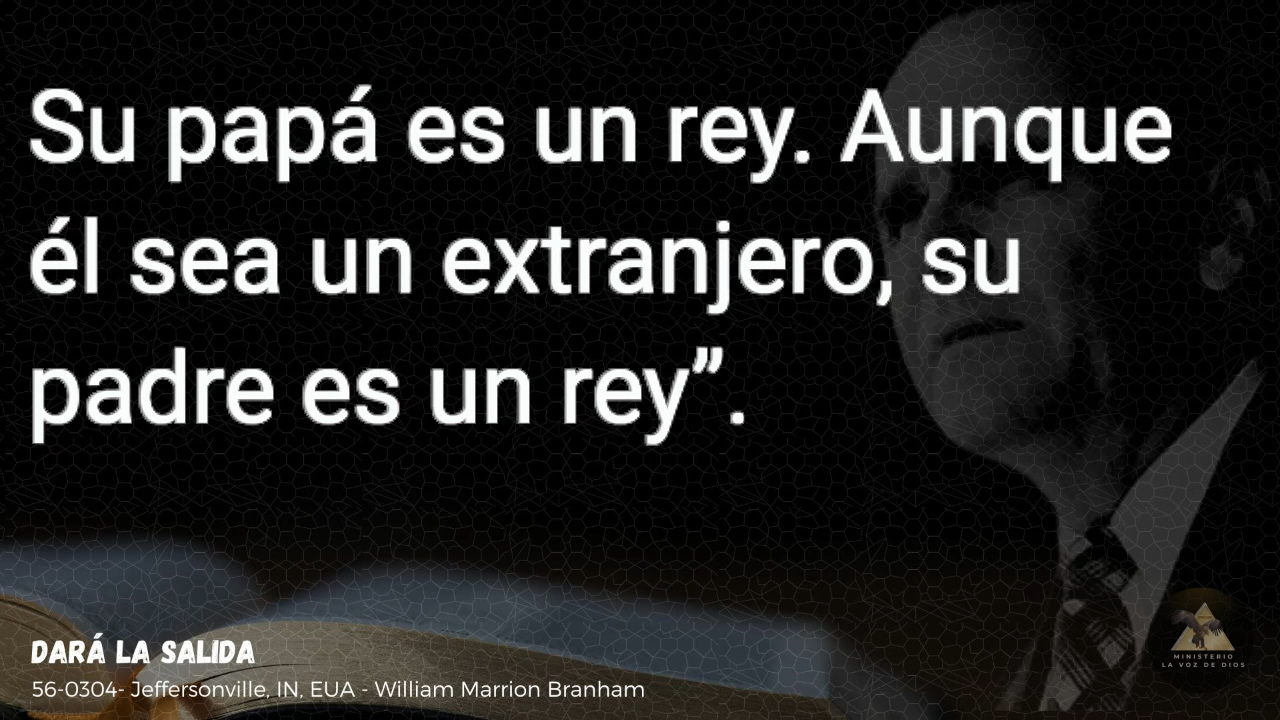 Su papá es un rey. Aunque
él sea un extranjero, su
padre es un rey”.
DARÁ LA SALIDA
56-0304- Jeffersonville, IN, EUA - William Marrion Branham
MINISTERIO
LA VOZ DE DIOS